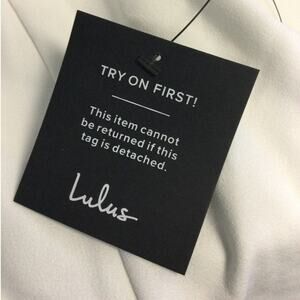 TRY ON FIRST!
This item cannot
be returned if this
tag is detached.
Lulus